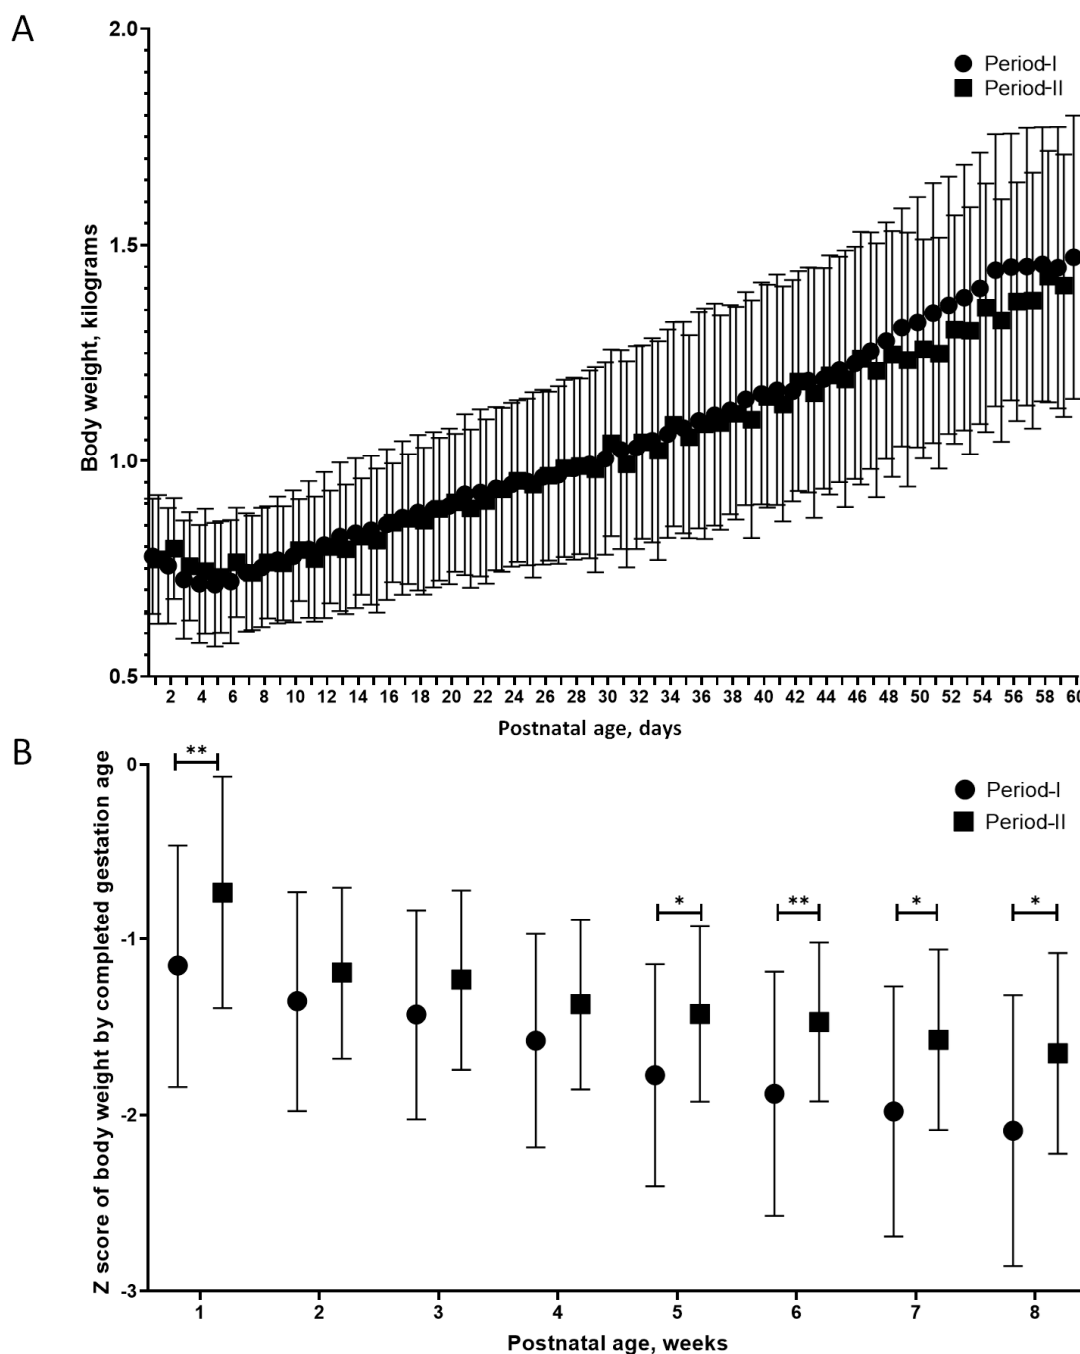 A
2.0
Period-I
Period-II
1.5
1.0
0.5
Body weight, kilograms
2 4 6 8 10 12 14 16 18 20 22 24 26 28 30 32 34 36 38 40 42 44 46 48 50 52 54 56 58 60
Postnatal age, days
B
** * ** * *
0
Period-I
Period-II
-1
-2
-3
Z score of body weight by completed gestation age
1 2 3 4 5 6 7 8
Postnatal age, weeks